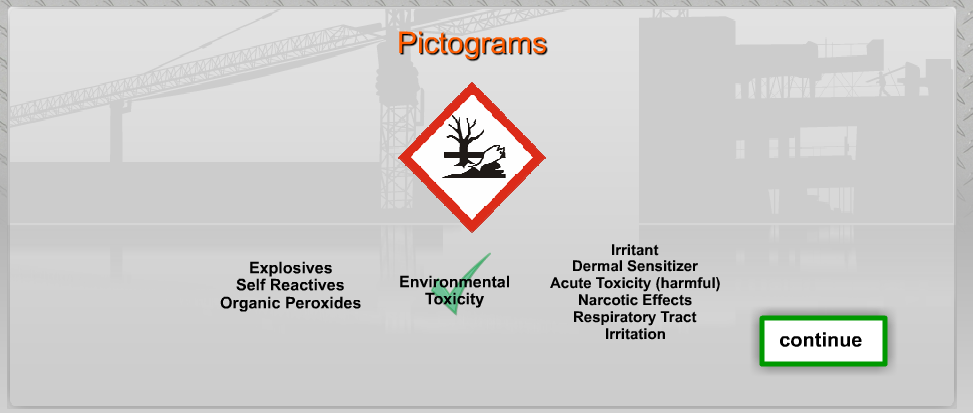 Pictograms
Explosives
Self Reactives
Organic Peroxides
Environmental
Toxicity
Irritant
Dermal Sensitizer
Acute Toxicity (harmful)
Narcotic Effects
Respiratory Tract
Irritation
continue